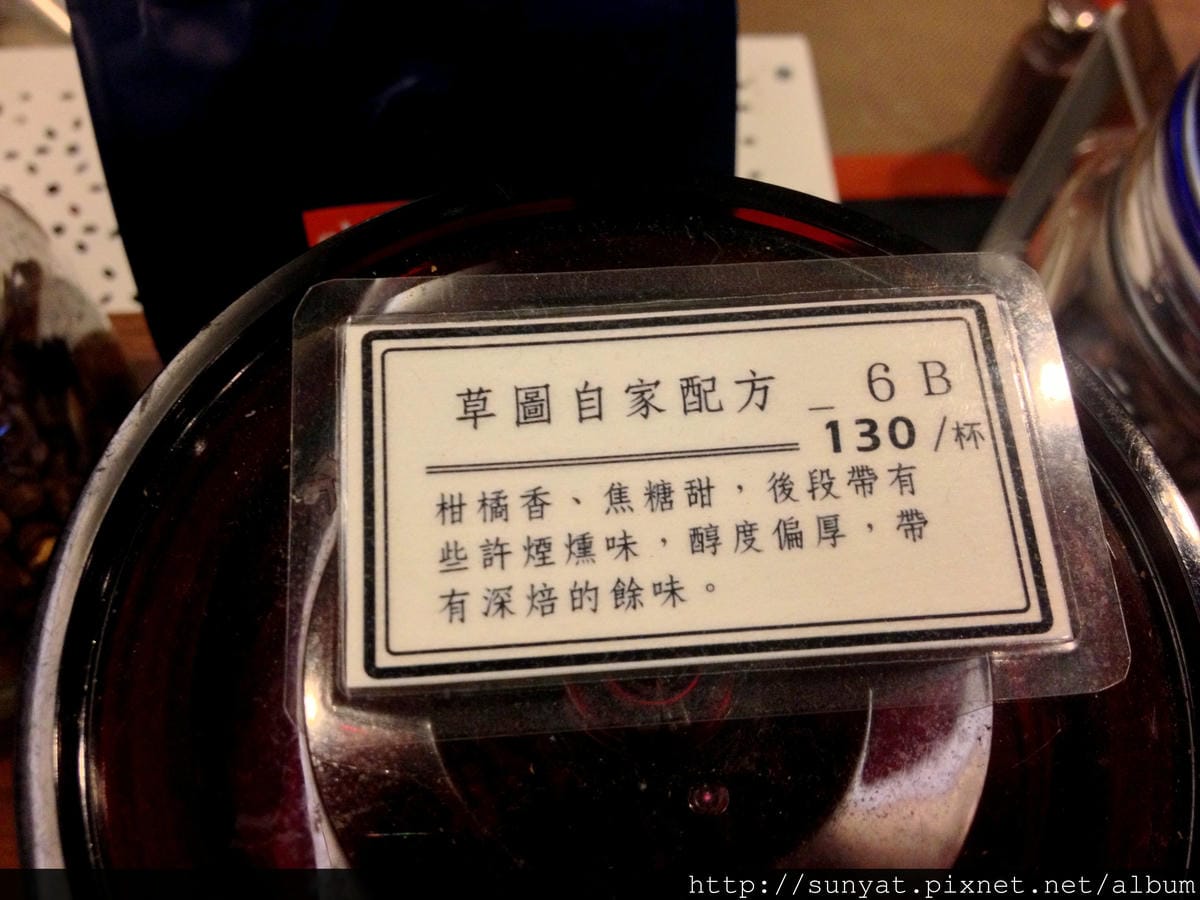 草圖自家配方 _ 6 B
130 /杯
柑橘香、焦糖甜，後段帶有
些許煙燻味，醇度偏厚，帶
有深焙的餘味。
http://sunyat.pixnet.net/album